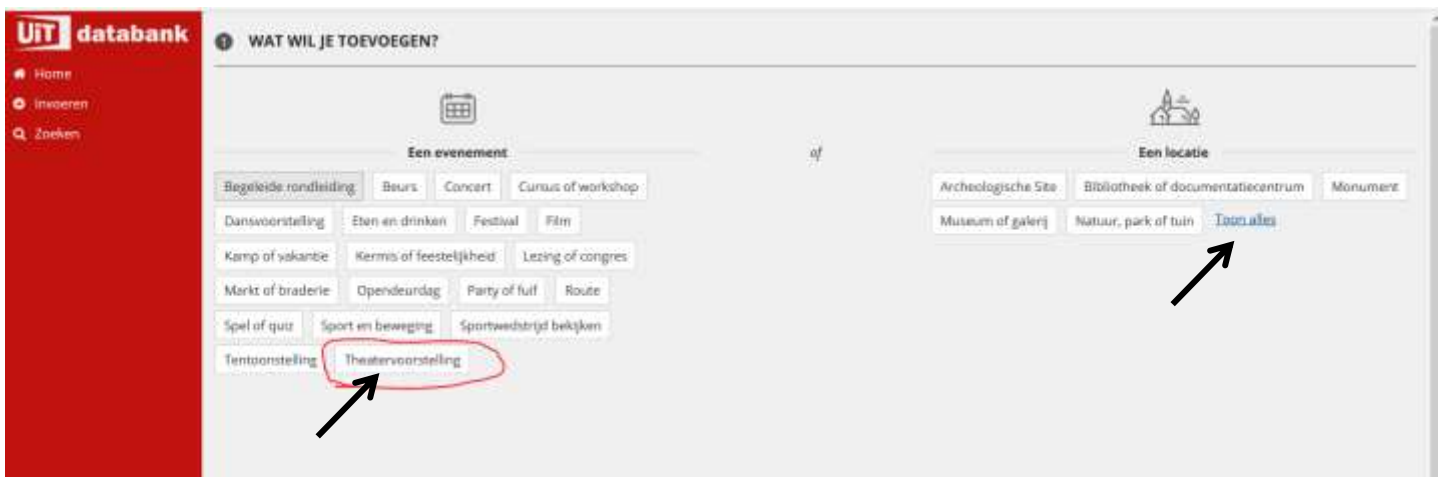 UiT databank
Home
Invoeren
Zoeken
1 WAT WIL JE TOEVOEGEN?
Een evenement
Begeleide rondleiding Beurs Concert Cursus of workshop
Dansvoorstelling Eten en drinken Festival Film
Kamp of vakantie Kermis of feestelijkheid Lezing of congres
Markt of braderie Opendeurdag Party of fuif Route
Spel of quiz Sport en beweging Sportwedstrijd bekijken
Tentoonstelling Theatervoorstelling
of
Een locatie
Archeologische Site Bibliotheek of documentatiecentrum Monument
Museum of galerij Natuur, park of tuin Toon alles